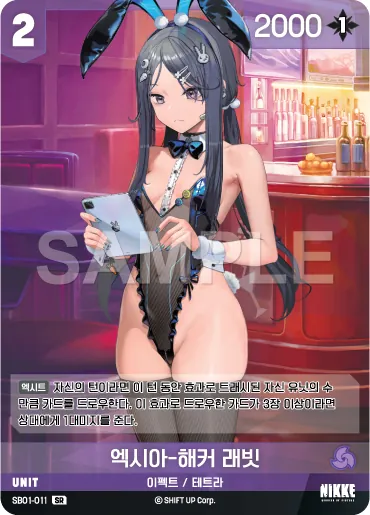 2
2000
1
SAMPLE
엑시트 자신의 턴이라면 이 턴 동안 효과로 트래시된 자신 유닛의 수
만큼 카드를 드로우한다. 이 효과로 드로우한 카드가 3장 이상이라면
상대에게 1대미지를 준다.
엑시아-해커 래빗
UNIT
이펙트 / 테트라
SB01-011 SR
©SHIFT UP Corp.
NIKKE
GODDESS OF VICTORY